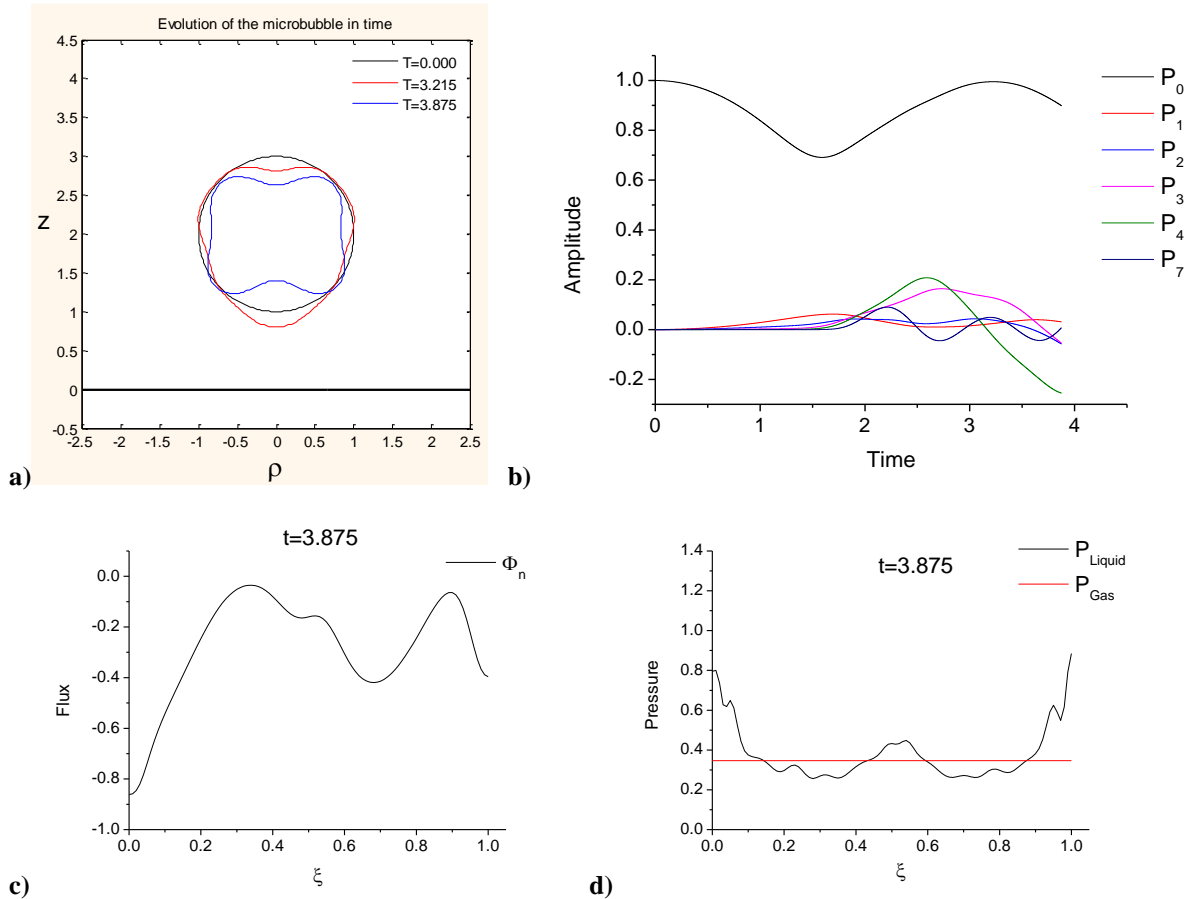 Evolution of the microbubble in time
4.5
4
3.5
3
2.5
2
1.5
1
0.5
0
-0.5
z
-2.5 -2 -1.5 -1 -0.5 0 0.5 1 1.5 2 2.5
ρ
T=0.000
T=3.215
T=3.875
a)
1.0
0.8
0.6
0.4
0.2
0.0
-0.2
Amplitude
0 1 2 3 4
Time
P0
P1
P2
P3
P4
P7
b)
t=3.875
Φn
0.0
-0.2
-0.4
-0.6
-0.8
-1.0
Flux
0.0 0.2 0.4 0.6 0.8 1.0
ξ
c)
t=3.875
PLiquid
PGas
1.4
1.2
1.0
0.8
0.6
0.4
0.2
0.0
Pressure
0.0 0.2 0.4 0.6 0.8 1.0
ξ
d)